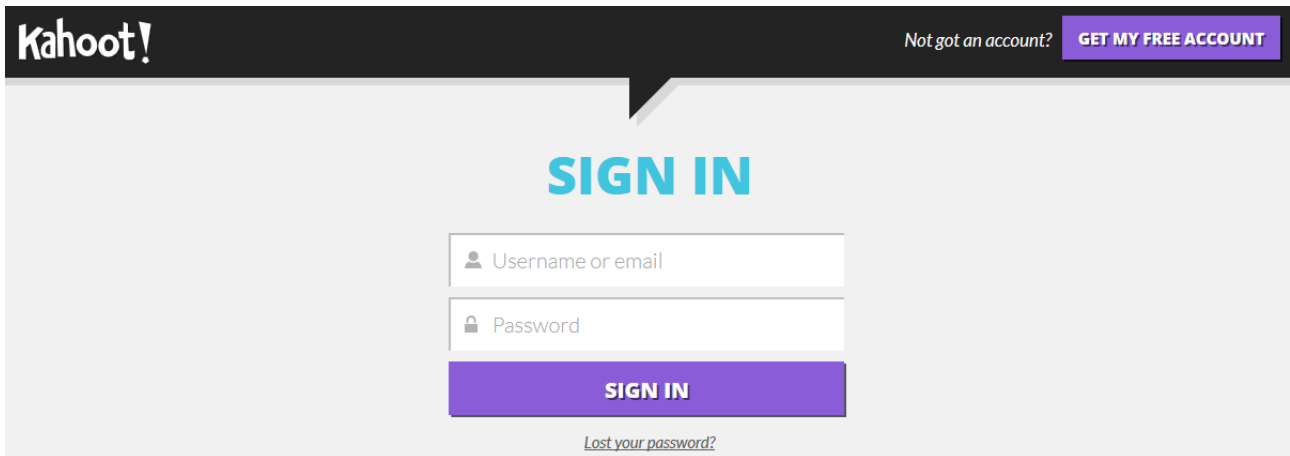 Kahoot!
Not got an account?
GET MY FREE ACCOUNT
SIGN IN
Username or email
Password
SIGN IN
Lost your password?